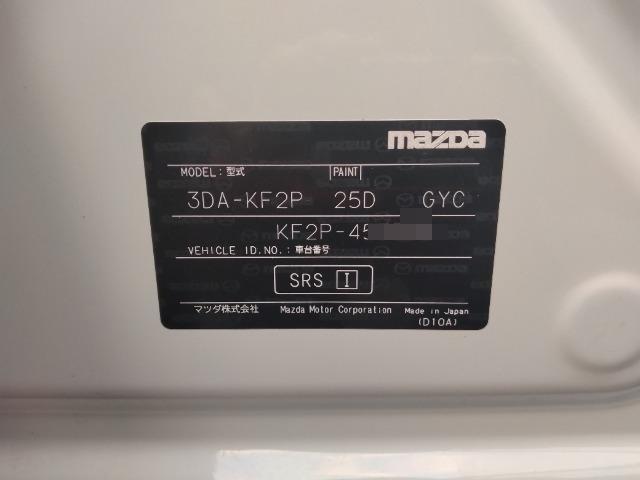 mazda
MODEL:型式 PAINT
3DA-KF2P 25D GYC
KF2P-45
VEHICLE ID.NO.:車台番号
SRS I
マツダ株式会社 Mazda Motor Corporation Made in Japan
(D10A)